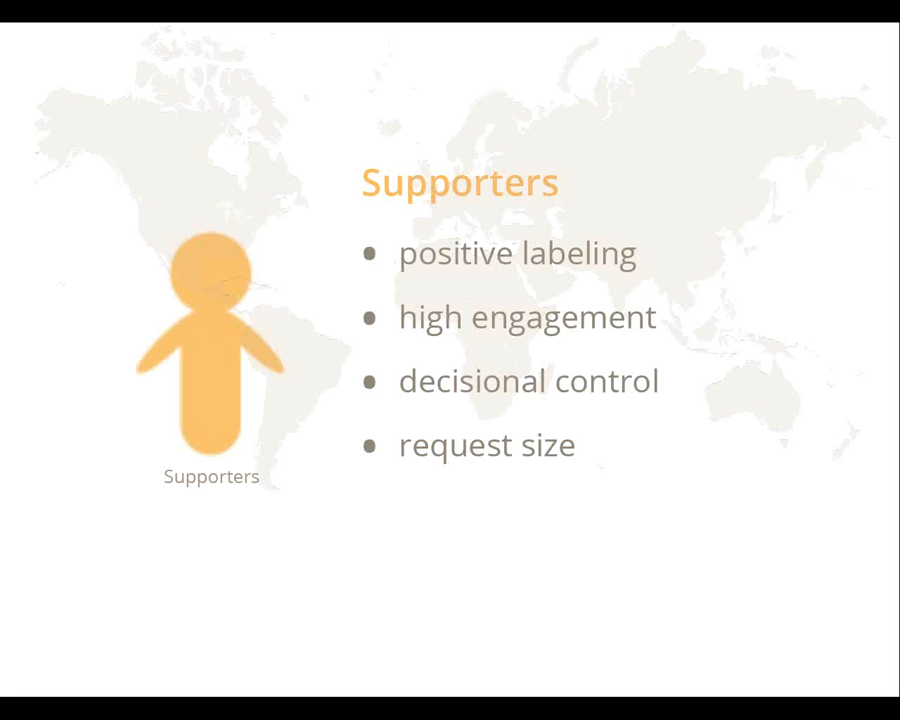 Supporters
• positive labeling
• high engagement
• decisional control
• request size
Supporters